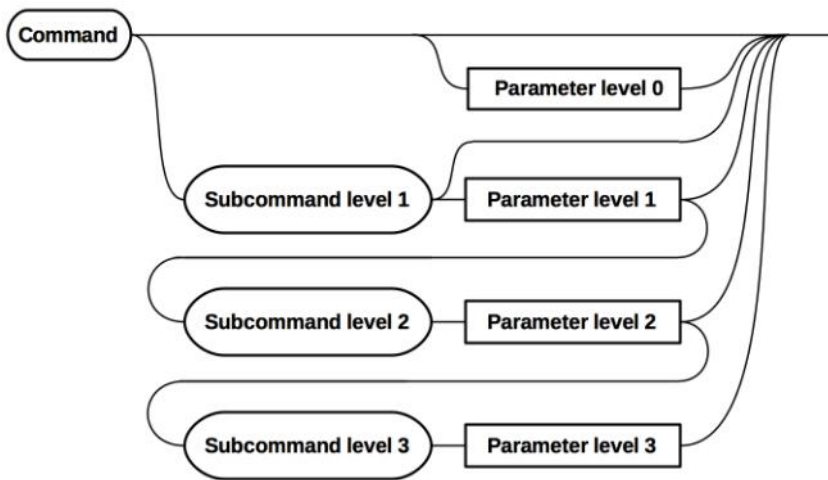 Command
Parameter level 0
Subcommand level 1
Parameter level 1
Subcommand level 2
Parameter level 2
Subcommand level 3
Parameter level 3